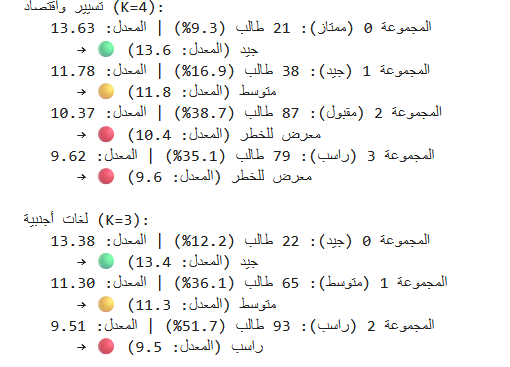 تسيير واقتصاد (K=4):
المجموعة 0 (ممتاز): 21 طالب (9.3%) | المعدل: 13.63
→ 🟢 جيد (المعدل: 13.6)
المجموعة 1 (جيد): 38 طالب (16.9%) | المعدل: 11.78
→ 🟡 متوسط (المعدل: 11.8)
المجموعة 2 (مقبول): 87 طالب (38.7%) | المعدل: 10.37
→ 🔴 معرض للخطر (المعدل: 10.4)
المجموعة 3 (راسب): 79 طالب (35.1%) | المعدل: 9.62
→ 🔴 معرض للخطر (المعدل: 9.6)
لغات أجنبية (K=3):
المجموعة 0 (جيد): 22 طالب (12.2%) | المعدل: 13.38
→ 🟢 جيد (المعدل: 13.4)
المجموعة 1 (متوسط): 65 طالب (36.1%) | المعدل: 11.30
→ 🟡 متوسط (المعدل: 11.3)
المجموعة 2 (راسب): 93 طالب (51.7%) | المعدل: 9.51
→ 🔴 راسب (المعدل: 9.5)